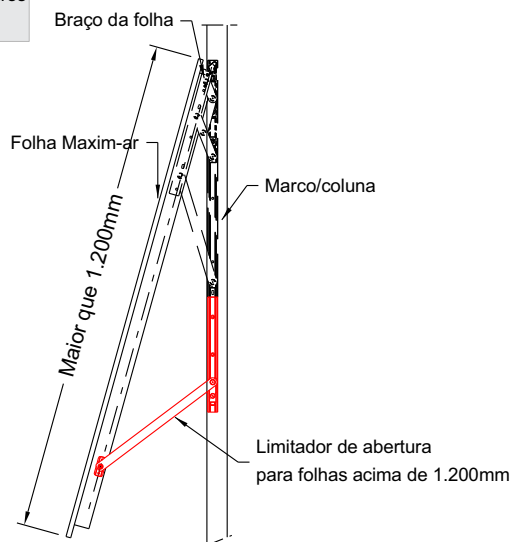 Braço da folha
Folha Maxim-ar
Marco/coluna
Maior que 1.200mm
Limitador de abertura
para folhas acima de 1.200mm